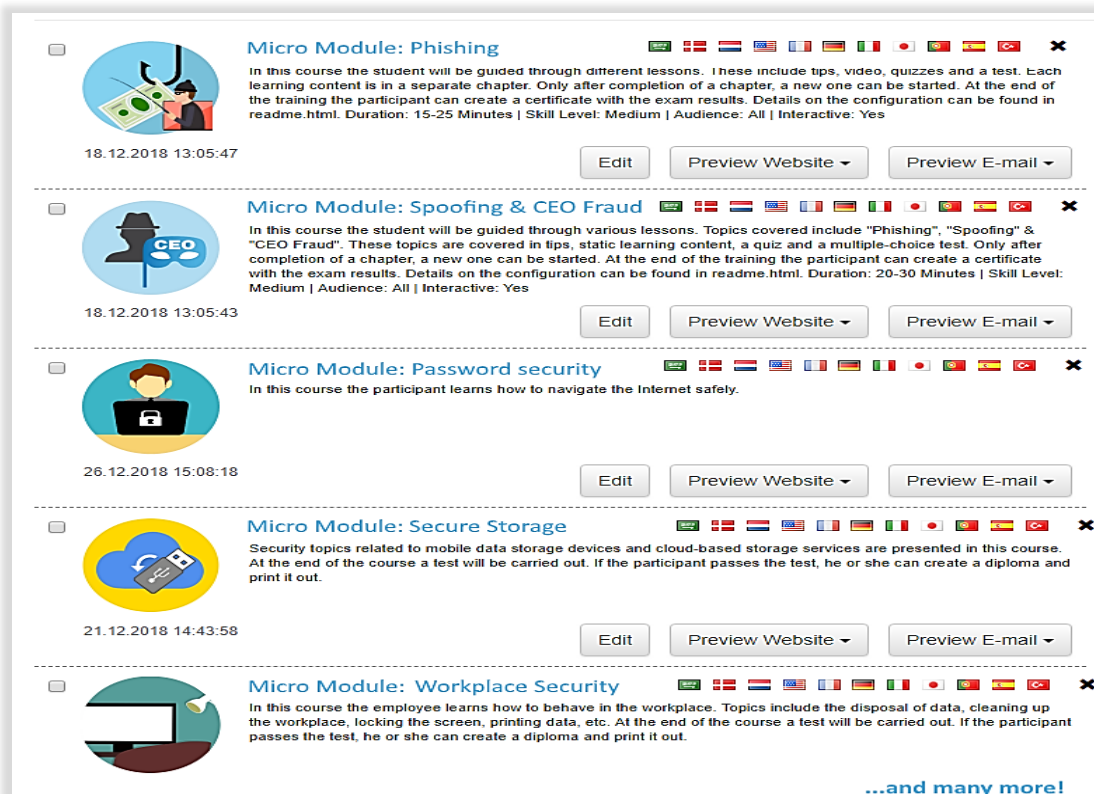 Micro Module: Phishing
In this course the student will be guided through different lessons. These include tips, video, quizzes and a test. Each
learning content is in a separate chapter. Only after completion of a chapter, a new one can be started. At the end of
the training the participant can create a certificate with the exam results. Details on the configuration can be found in
readme.html. Duration: 15-25 Minutes | Skill Level: Medium | Audience: All | Interactive: Yes
18.12.2018 13:05:47
Edit
Preview Website
Preview E-mail
Micro Module: Spoofing & CEO Fraud
CEO
In this course the student will be guided through various lessons. Topics covered include "Phishing", "Spoofing" &
"CEO Fraud". These topics are covered in tips, static learning content, a quiz and a multiple-choice test. Only after
completion of a chapter, a new one can be started. At the end of the training the participant can create a certificate
with the exam results. Details on the configuration can be found in readme.html. Duration: 20-30 Minutes | Skill Level:
Medium | Audience: All | Interactive: Yes
18.12.2018 13:05:43
Edit
Preview Website
Preview E-mail
Micro Module: Password security
In this course the participant learns how to navigate the Internet safely.
26.12.2018 15:08:18
Edit
Preview Website
Preview E-mail
Micro Module: Secure Storage
Security topics related to mobile data storage devices and cloud-based storage services are presented in this course.
At the end of the course a test will be carried out. If the participant passes the test, he or she can create a diploma and
print it out.
21.12.2018 14:43:58
Edit
Preview Website
Preview E-mail
Micro Module: Workplace Security
In this course the employee learns how to behave in the workplace. Topics include the disposal of data, cleaning up
the workplace, locking the screen, printing data, etc. At the end of the course a test will be carried out. If the participant
passes the test, he or she can create a diploma and print it out.
...and many more!